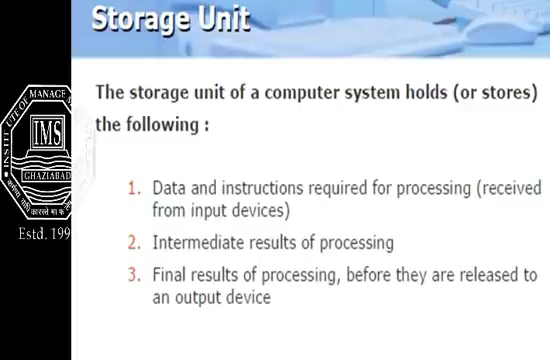 Storage Unit
The storage unit of a computer system holds (or stores)
the following :
1. Data and instructions required for processing (received
from input devices)
2. Intermediate results of processing
3. Final results of processing, before they are released to
an output device
IMS
GHAZIABAD
Estd. 199